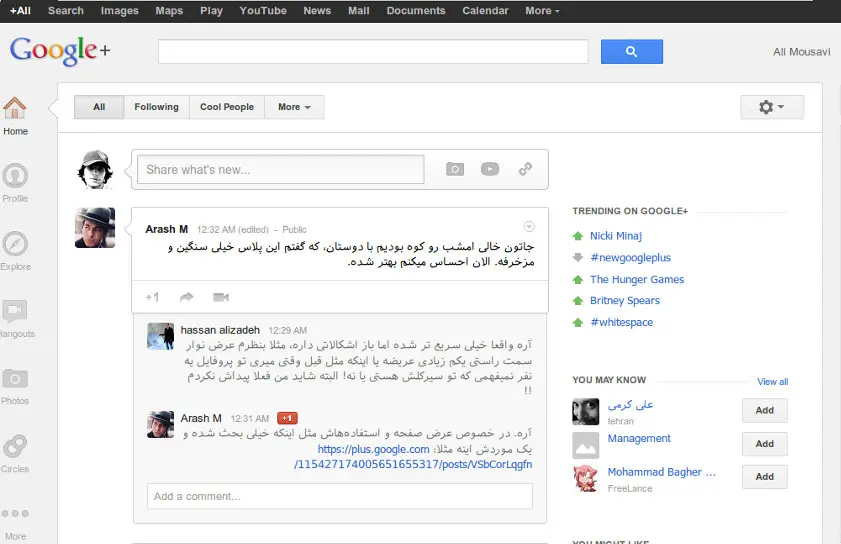 +All Search Images Maps Play YouTube News Mail Documents Calendar More
Google+
Ali Mousavi
All Following Cool People More
Home
Profile
Explore
Hangouts
Photos
Circles
More
Share what's new...
Arash M 12:32 AM (edited) - Public
جاتون خالی امشب رو کوه بودیم با دوستان، که گفتم این پلاس خیلی سنگین و
مزخرفه. الان احساس میکنم بهتر شده.
+1
hassan alizadeh 12:29 AM
آره واقعا خیلی سریع تر شده اما باز اشکالاتی داره، مثلا بنظرم عرض نوار
سمت راستی یکم زیادی عریضه یا اینکه مثل قبل وقتی میری تو پروفایل یه
نفر نمیفهمی که تو سیرکلش هستی یا نه! البته شاید من فعلا پیداش نکردم
!!
Arash M 12:31 AM +1
آره. در خصوص عرض صفحه و استفاده‌هاش مثل اینکه خیلی بحث شده و
یک موردش اینه مثلا: https://plus.google.com
/115427174005651655317/posts/VSbCorLqgfn
Add a comment...
TRENDING ON GOOGLE+
Nicki Minaj
#newgoogleplus
The Hunger Games
Britney Spears
#whitespace
YOU MAY KNOW View all
علی کرمی
tehran
Add
Management
Add
Mohammad Bagher ...
FreeLance
Add
YOU MIGHT LIKE